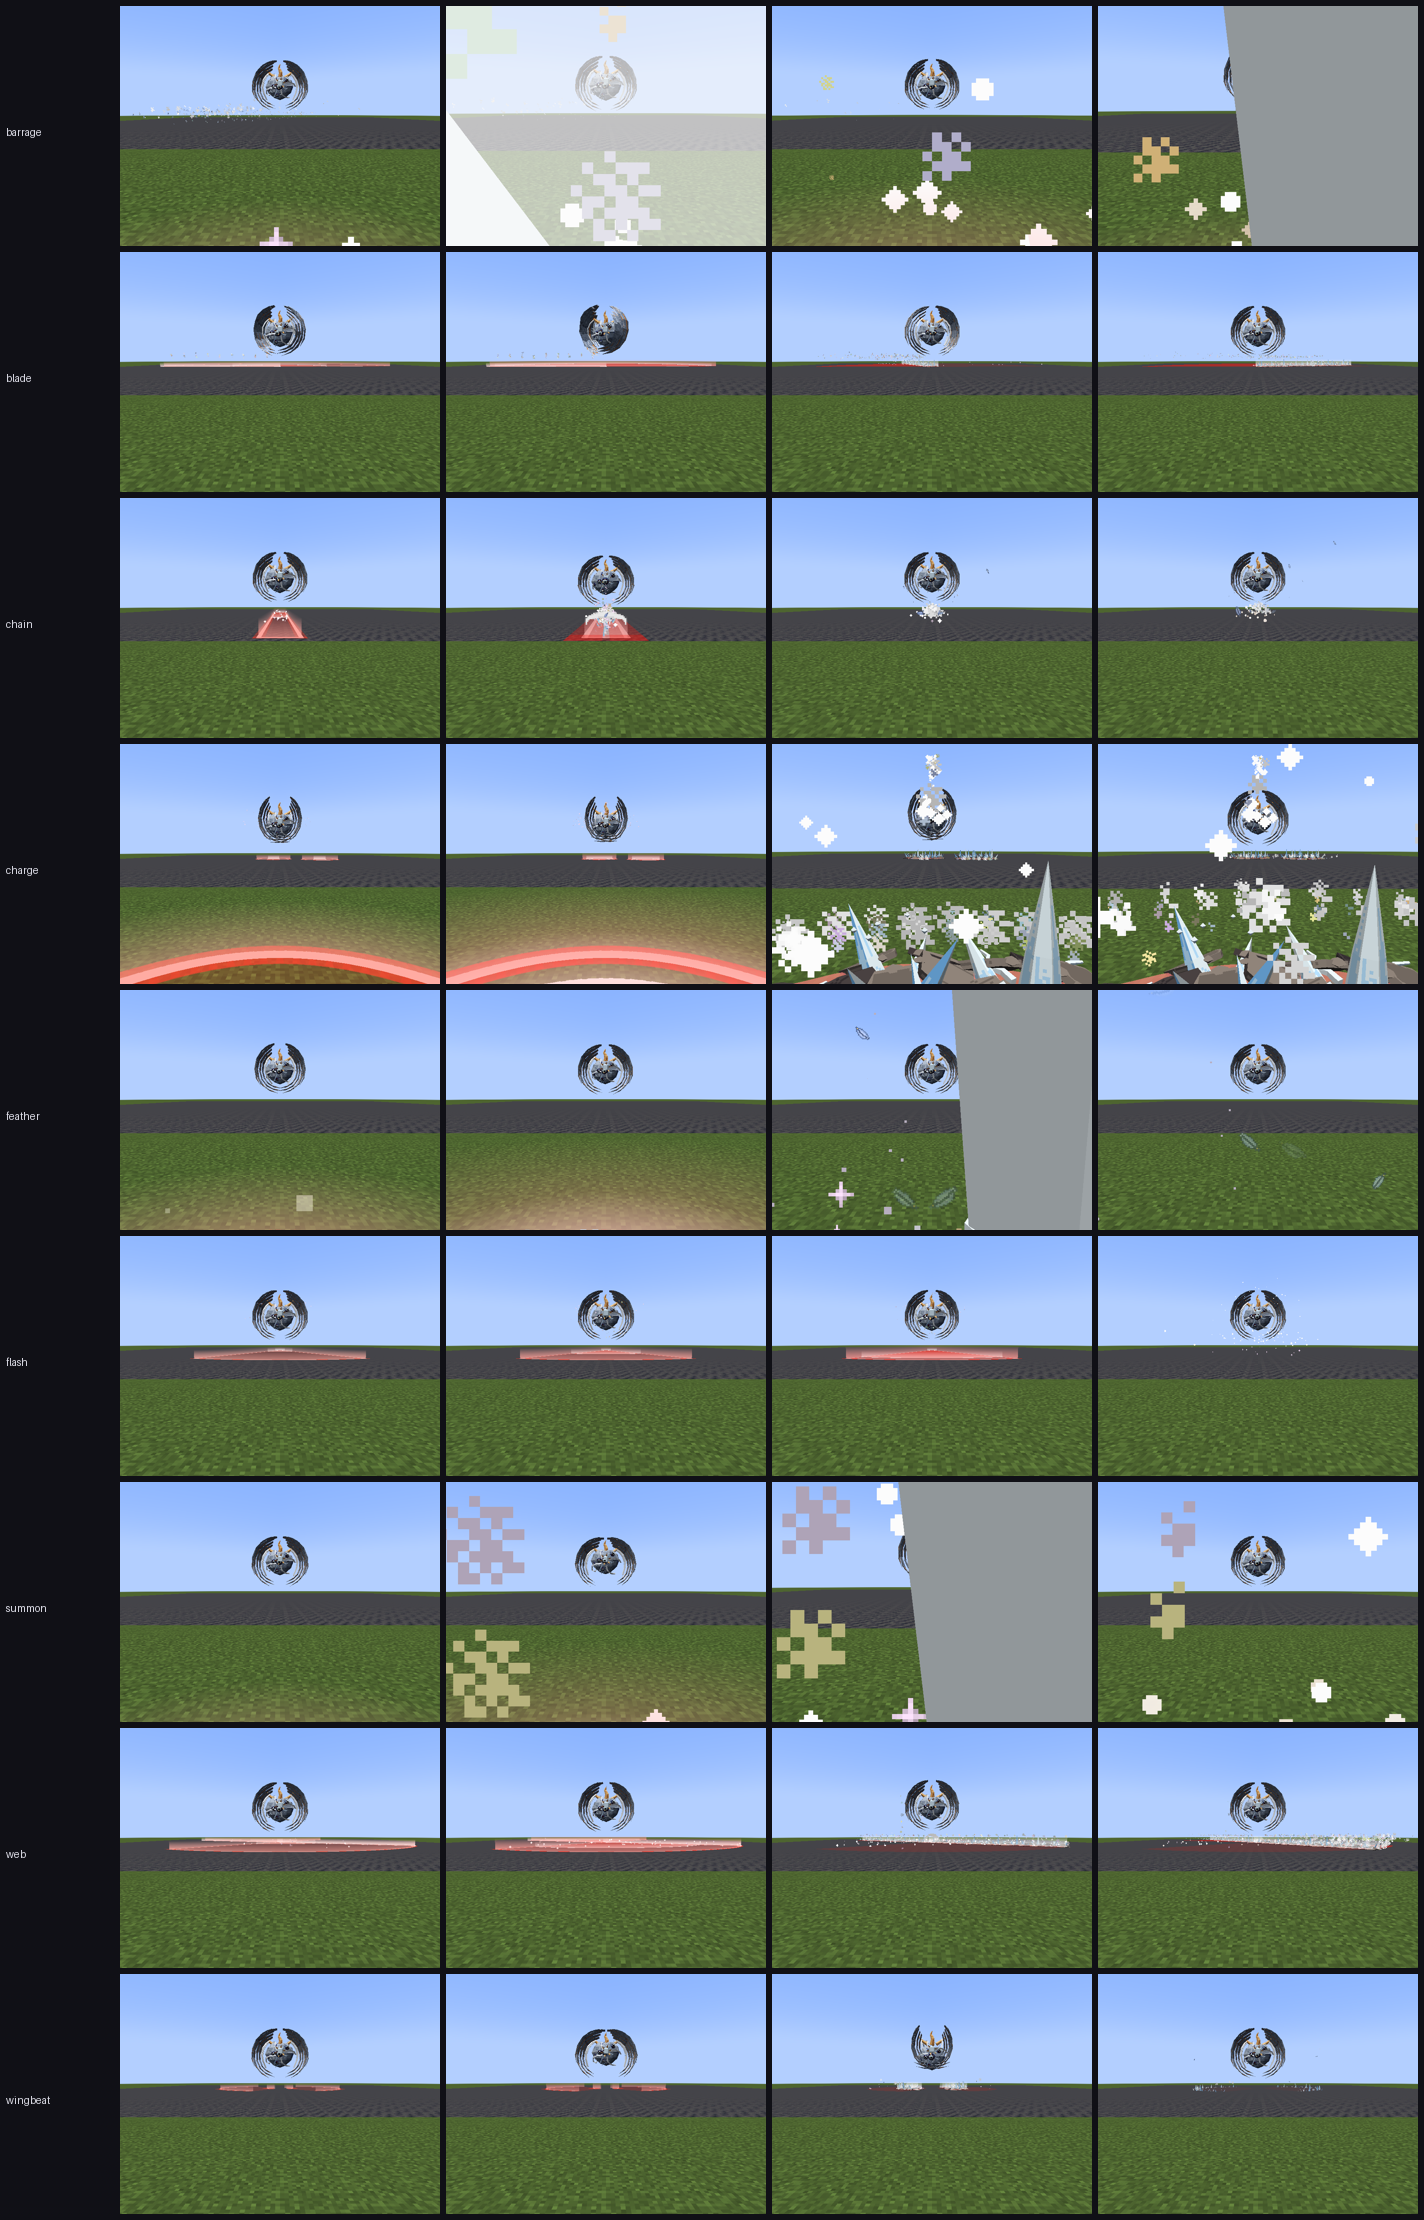 barrage
blade
chain
charge
feather
flash
summon
web
wingbeat